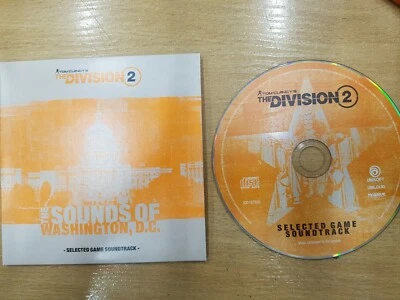 TOM CLANCY'S
THE DIVISION 2
THE
SOUNDS OF
WASHINGTON, D.C.
- SELECTED GAME SOUNDTRACK -
TOM CLANCY'S
THE DIVISION 2
UBISOFT
SELECTED GAME
SOUNDTRACK